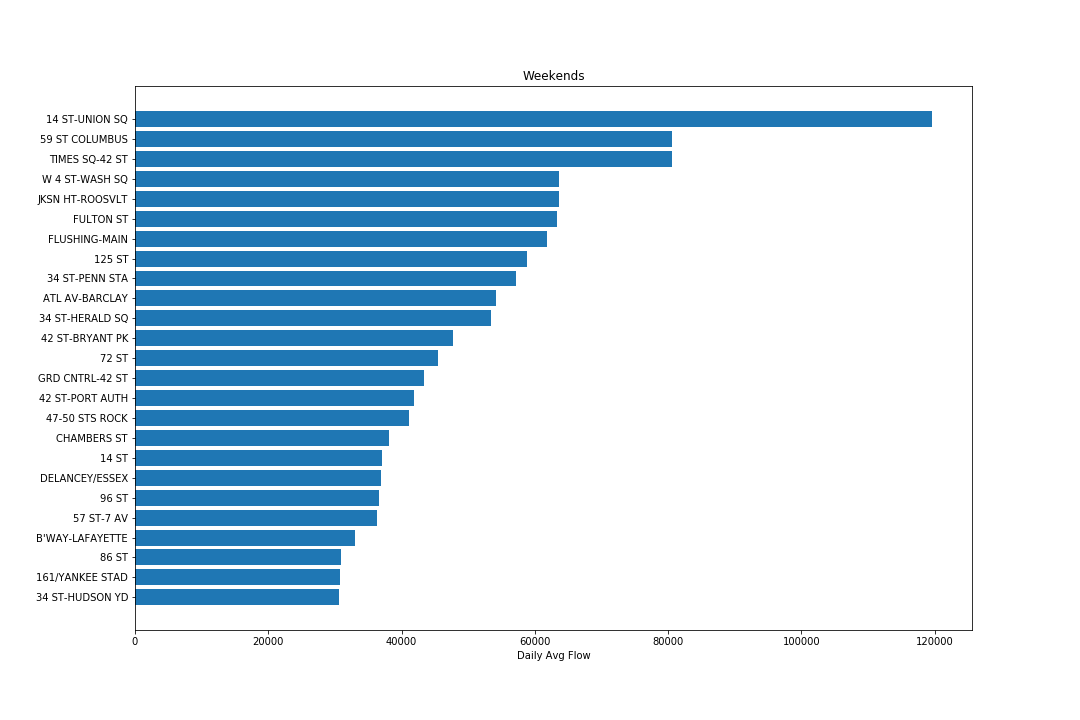 Weekends
14 ST-UNION SQ
59 ST COLUMBUS
TIMES SQ-42 ST
W 4 ST-WASH SQ
JKSN HT-ROOSVLT
FULTON ST
FLUSHING-MAIN
125 ST
34 ST-PENN STA
ATL AV-BARCLAY
34 ST-HERALD SQ
42 ST-BRYANT PK
72 ST
GRD CNTRL-42 ST
42 ST-PORT AUTH
47-50 STS ROCK
CHAMBERS ST
14 ST
DELANCEY/ESSEX
96 ST
57 ST-7 AV
B'WAY-LAFAYETTE
86 ST
161/YANKEE STAD
34 ST-HUDSON YD
0 20000 40000 60000 80000 100000 120000
Daily Avg Flow